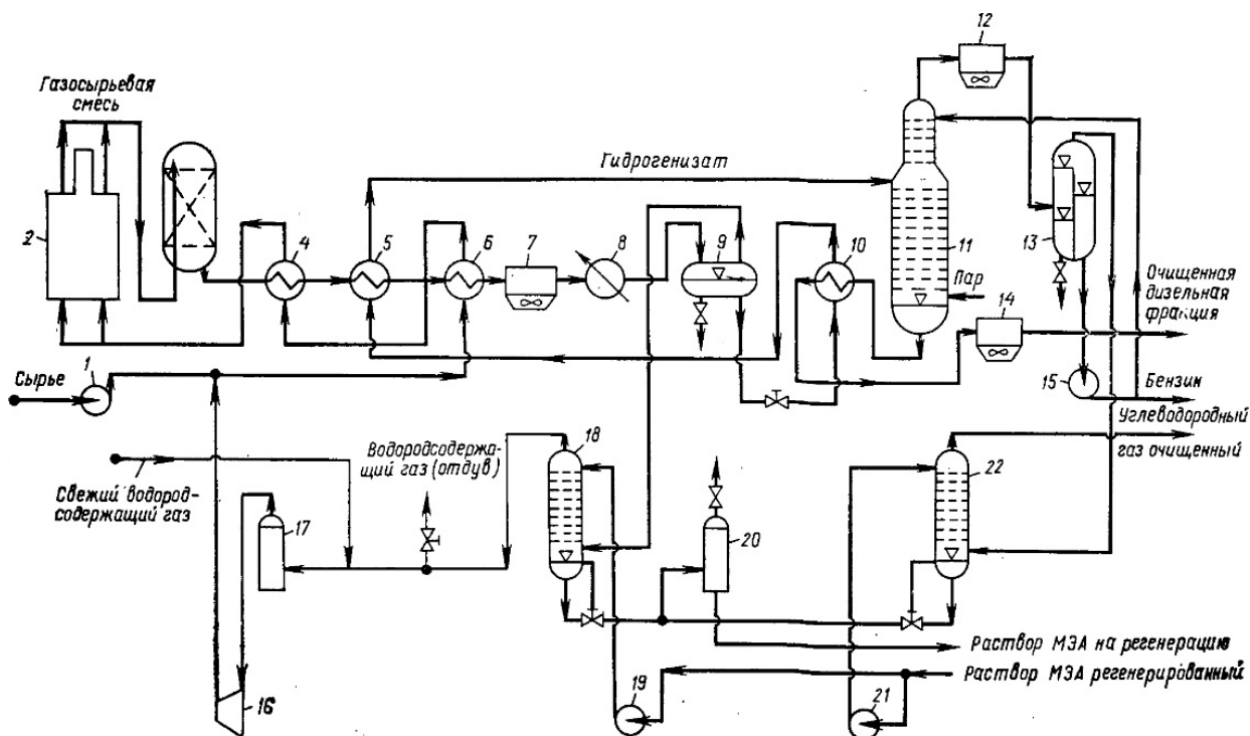 12
Газосырьевая
смесь
Гидрогенизат
2
4
5
6
7
8
9
10
11
13
Пар
14
Очищенная
дизельная
фракция
1
Сырье
15
Бензин
Углеводородный
газ очищенный
Водородсодержа-
щий газ (отдув)
18
22
Свежий водород-
содержащий газ
17
20
Раствор МЭА на регенерацию
Раствор МЭА регенерированный
16
19
21